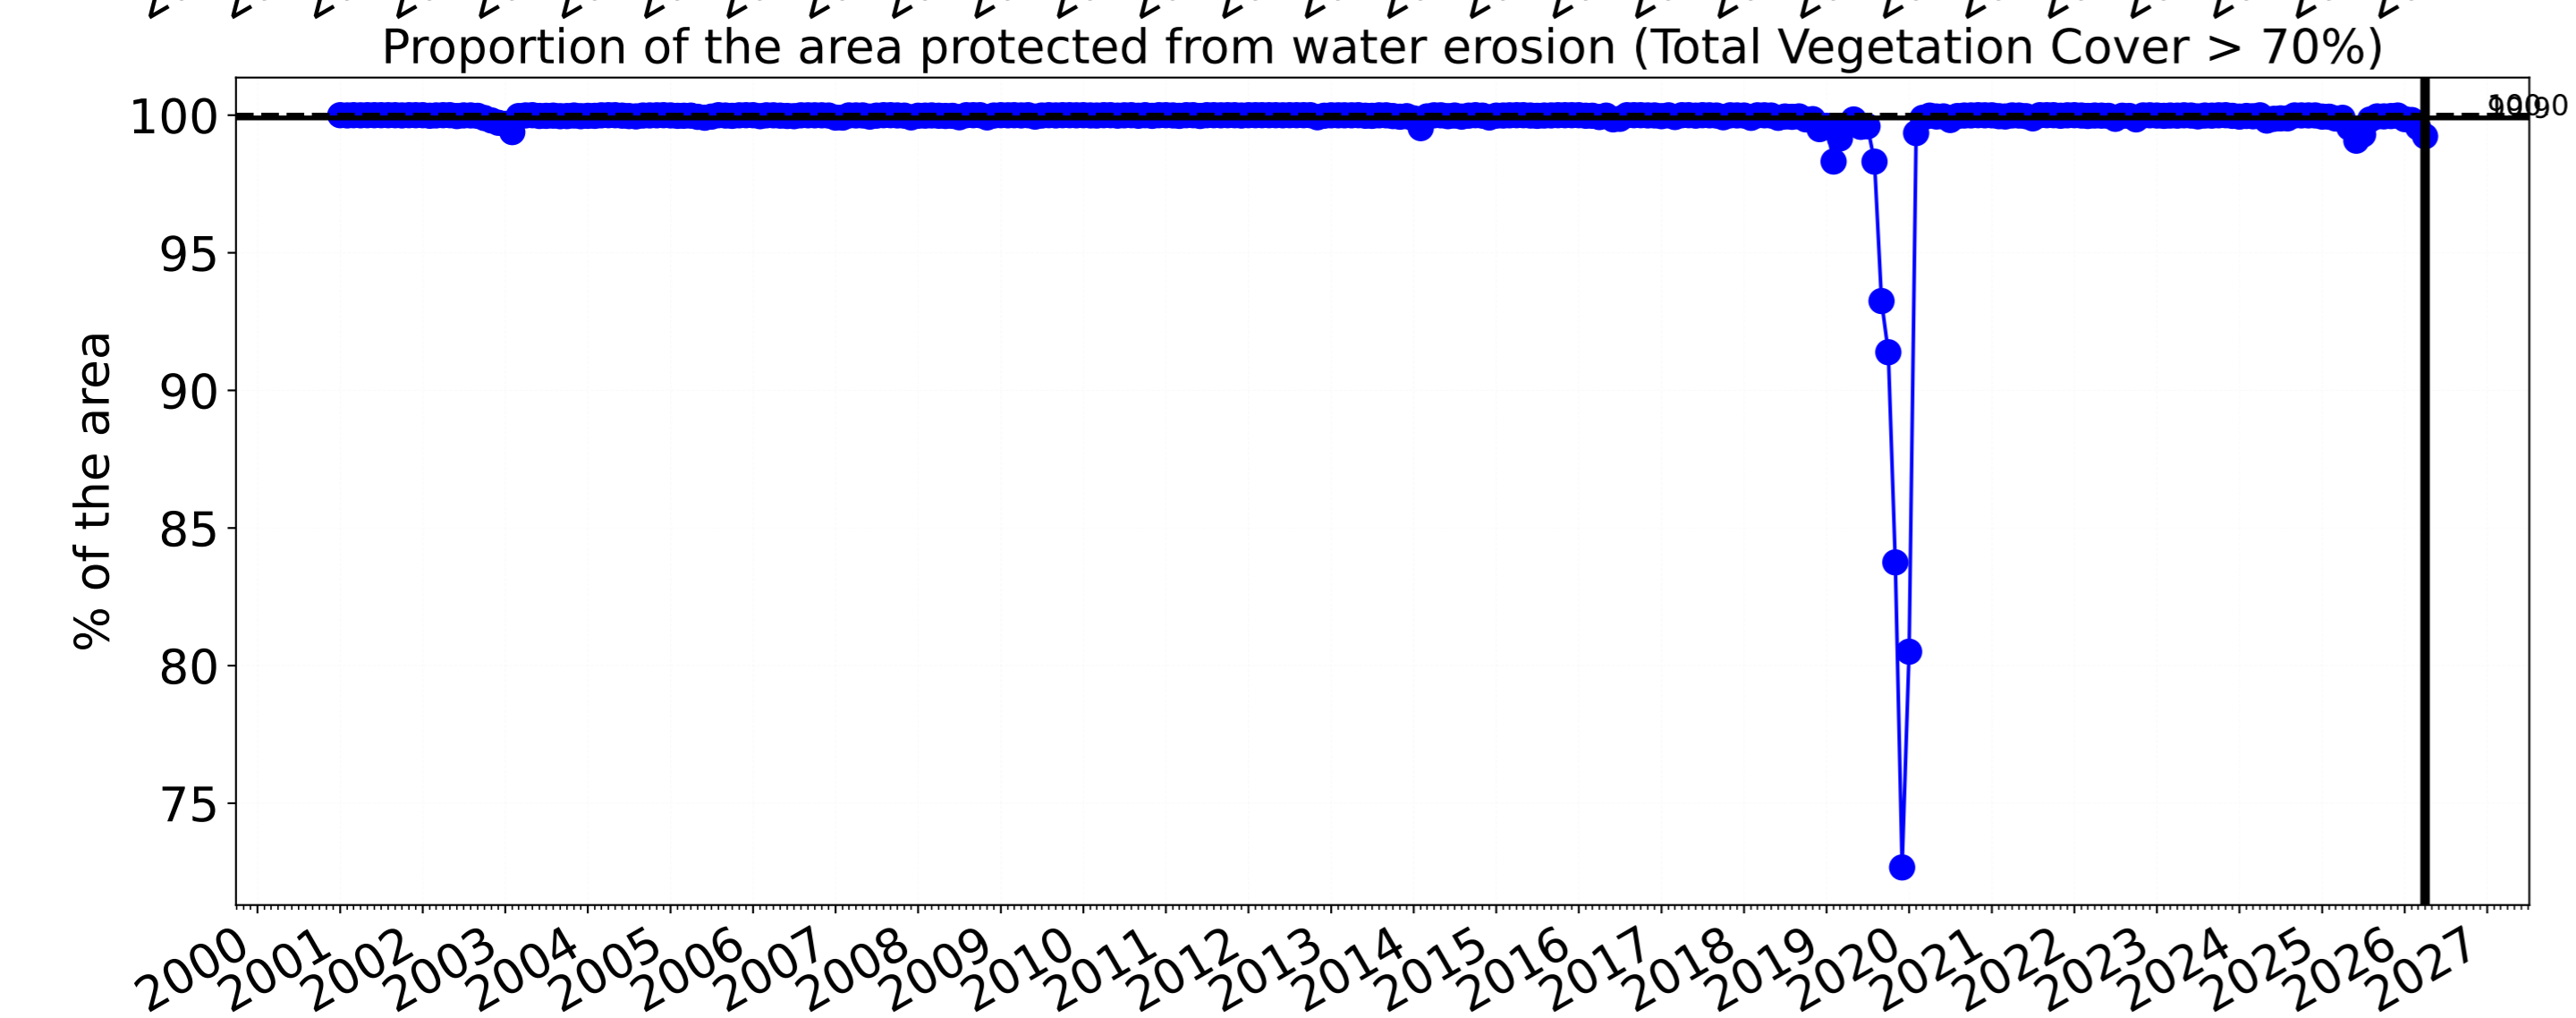 Proportion of the area protected from water erosion (Total Vegetation Cover > 70%)
100
95
90
85
80
75
% of the area
2000 2001 2002 2003 2004 2005 2006 2007 2008 2009 2010 2011 2012 2013 2014 2015 2016 2017 2018 2019 2020 2021 2022 2023 2024 2025 2026 2027